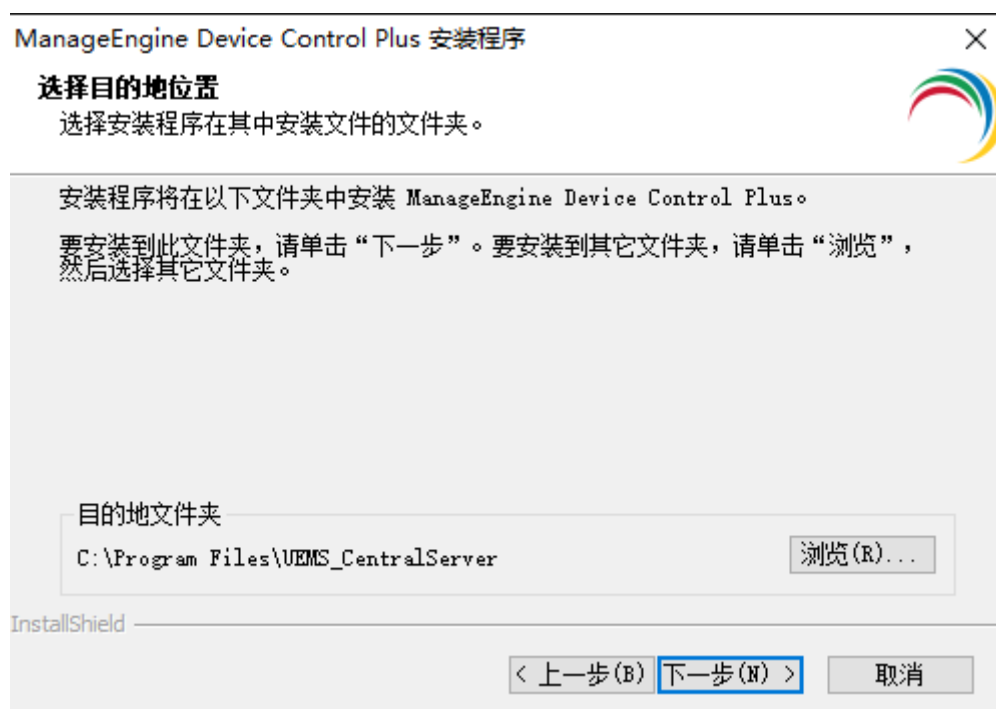 ManageEngine Device Control Plus 安装程序
选择目的地位置
选择安装程序在其中安装文件的文件夹。
安装程序将在以下文件夹中安装 ManageEngine Device Control Plus。
要安装到此文件夹，请单击“下一步”。要安装到其它文件夹，请单击“浏览”，
然后选择其它文件夹。
目的地文件夹
C:\Program Files\UEMS_CentralServer
浏览(R)...
InstallShield
< 上一步(B) 下一步(N) > 取消